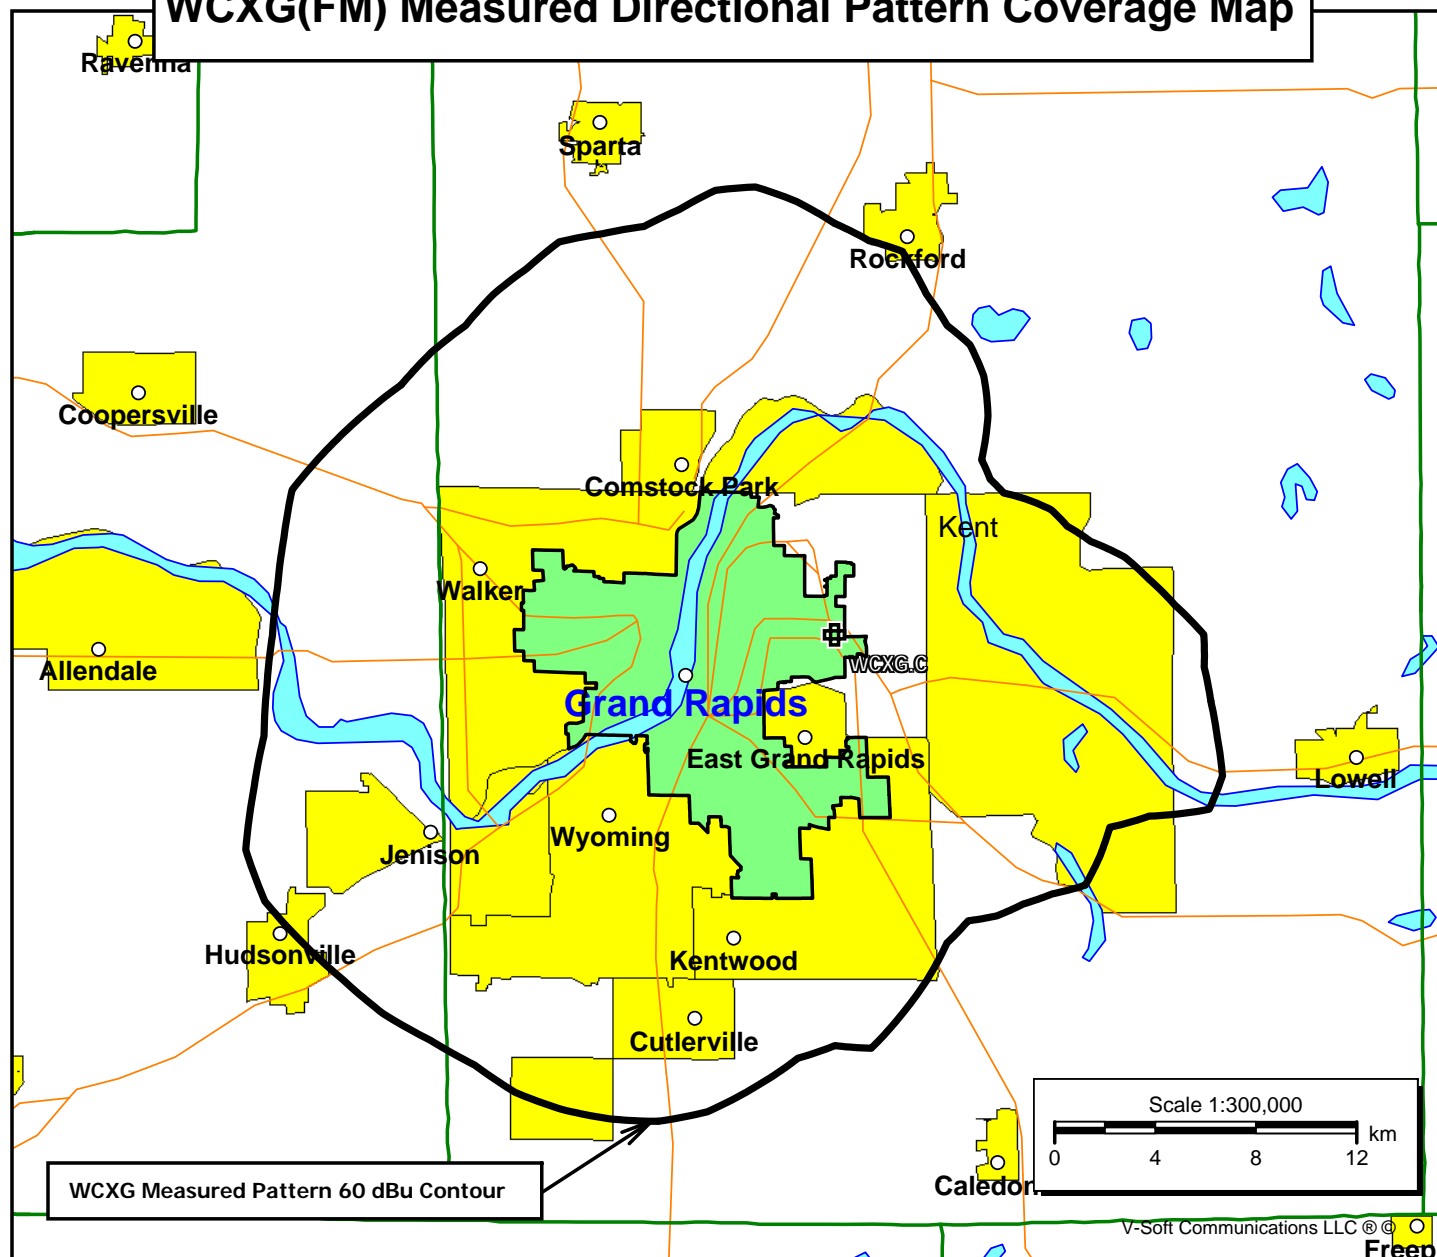 WCXG(FM) Measured Directional Pattern Coverage Map
Ravenna
Sparta
Rockford
Coopersville
Comstock Park
Kent
Walker
Allendale
WCXG.C
Grand Rapids
East Grand Rapids
Lowell
Wyoming
Jenison
Hudsonville
Kentwood
Cutlerville
Scale 1:300,000
km
0 4 8 12
WCXG Measured Pattern 60 dBu Contour
Caledon
V-Soft Communications LLC ® ©
Freep